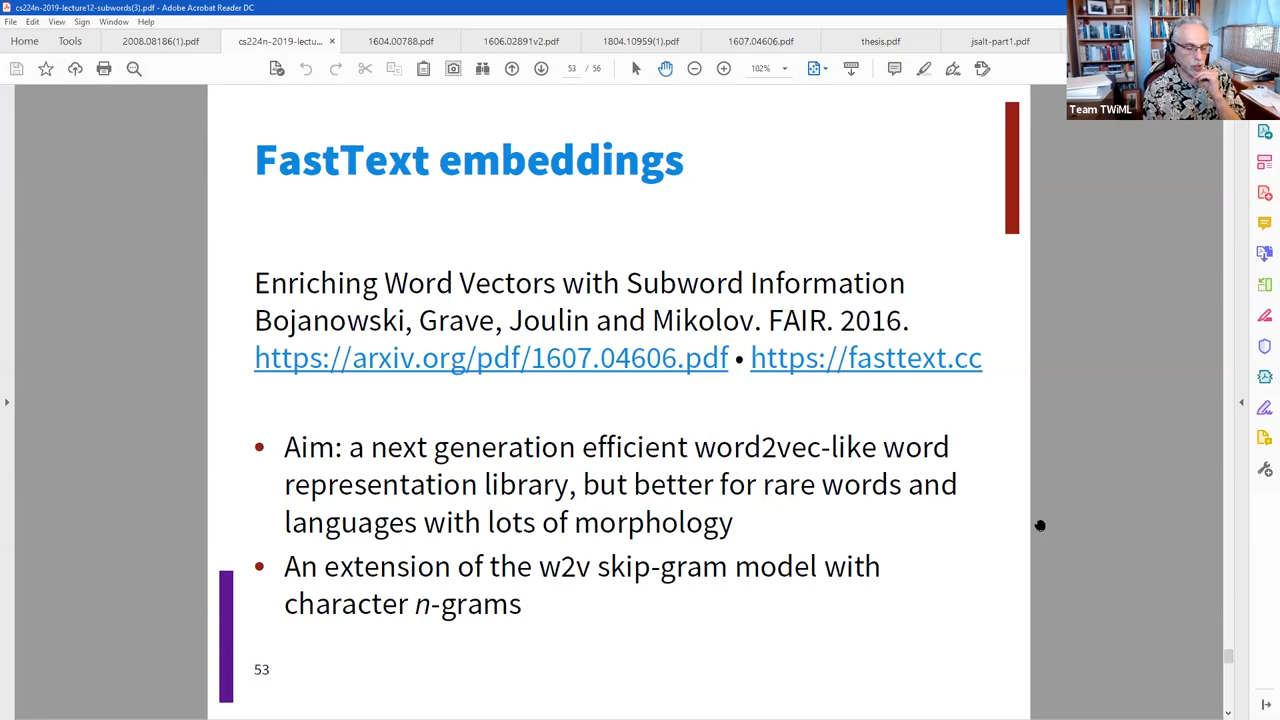 cs224n-2019-lecture12-subwords(3).pdf - Adobe Acrobat Reader DC
File Edit View Sign Window Help
Home Tools 2008.08186(1).pdf cs224n-2019-lectu... × 1604.00788.pdf 1606.02891v2.pdf 1804.10959(1).pdf 1607.04606.pdf thesis.pdf jsalt-part1.pdf
53 / 56 102%
Team TWiML
FastText embeddings
Enriching Word Vectors with Subword Information
Bojanowski, Grave, Joulin and Mikolov. FAIR. 2016.
https://arxiv.org/pdf/1607.04606.pdf • https://fasttext.cc
• Aim: a next generation efficient word2vec-like word
representation library, but better for rare words and
languages with lots of morphology
• An extension of the w2v skip-gram model with
character n-grams
53